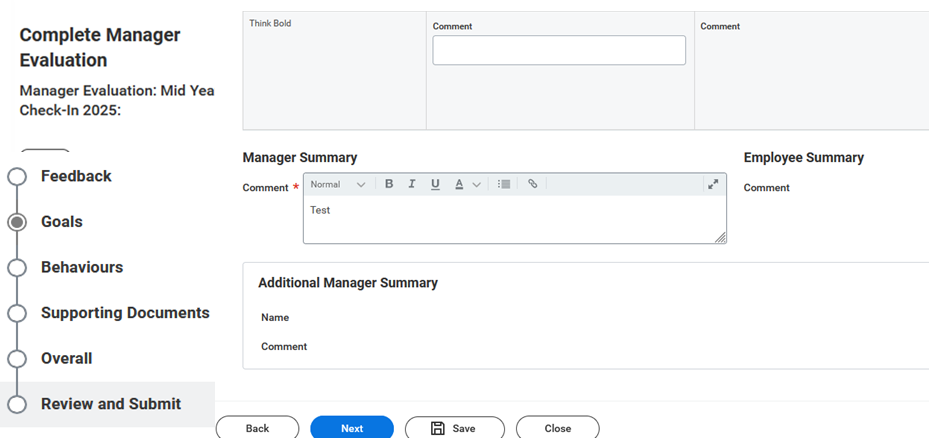 Complete Manager
Evaluation
Manager Evaluation: Mid Yea
Check-In 2025:
Feedback
Goals
Behaviours
Supporting Documents
Overall
Review and Submit
Think Bold
Comment
Comment
Manager Summary
Comment *
Normal B I U A
Test
Employee Summary
Comment
Additional Manager Summary
Name
Comment
Back Next Save Close